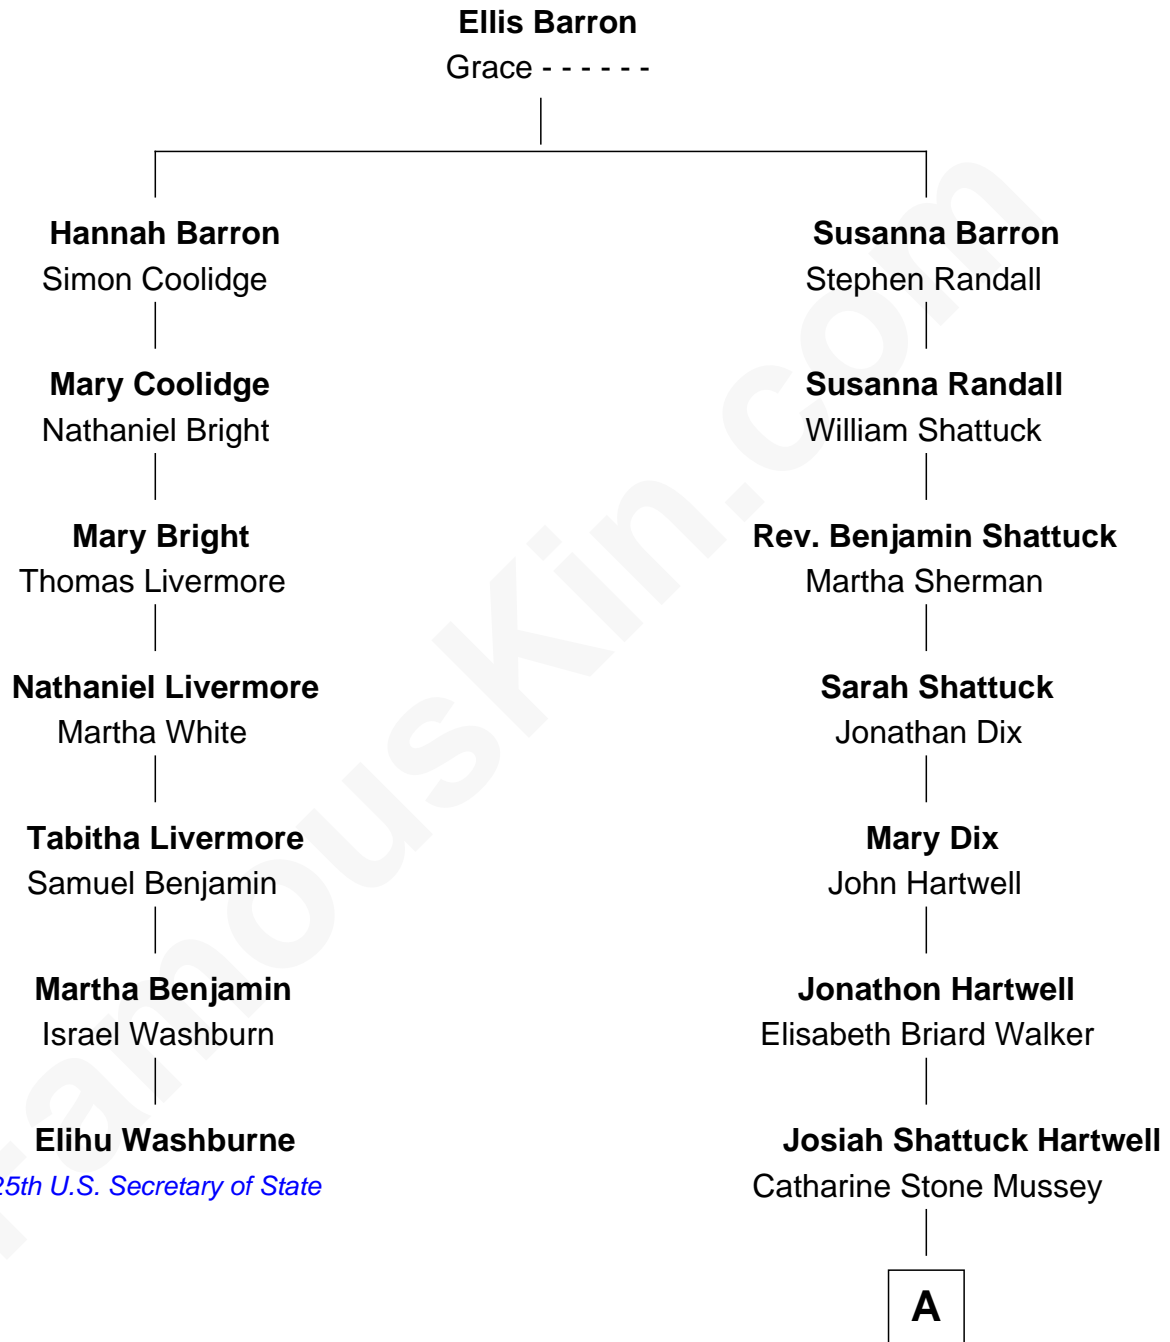 Ellis Barron
Grace - - - - - -
Hannah Barron
Simon Coolidge
Susanna Barron
Stephen Randall
Mary Coolidge
Nathaniel Bright
Susanna Randall
William Shattuck
Mary Bright
Thomas Livermore
Rev. Benjamin Shattuck
Martha Sherman
Nathaniel Livermore
Martha White
Sarah Shattuck
Jonathan Dix
Tabitha Livermore
Samuel Benjamin
Mary Dix
John Hartwell
Martha Benjamin
Israel Washburn
Jonathon Hartwell
Elisabeth Briard Walker
Elihu Washburne
25th U.S. Secretary of State
Josiah Shattuck Hartwell
Catharine Stone Mussey
A
FamousKin.com